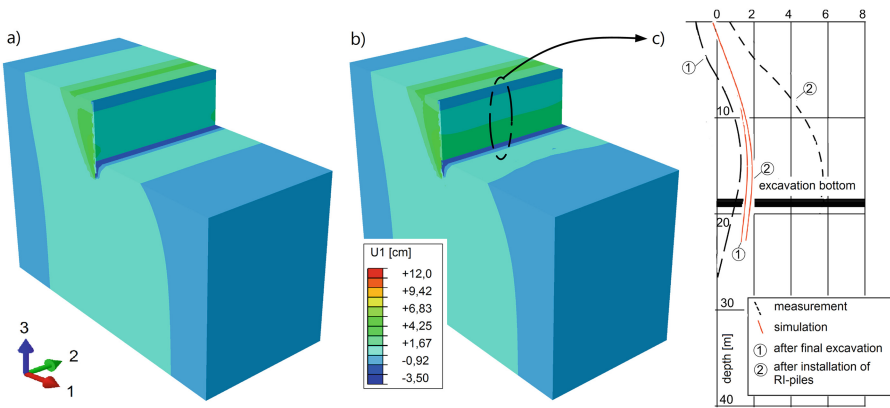 a)
b)
c)
0 2 4 6 8
1
2
10
2
excavation bottom
20
1
30
depth [m]
40
U1 [cm]
+12,0
+9,42
+6,83
+4,25
+1,67
-0,92
-3,50
3
2
1
measurement
simulation
1 after final excavation
2 after installation of
RI-piles